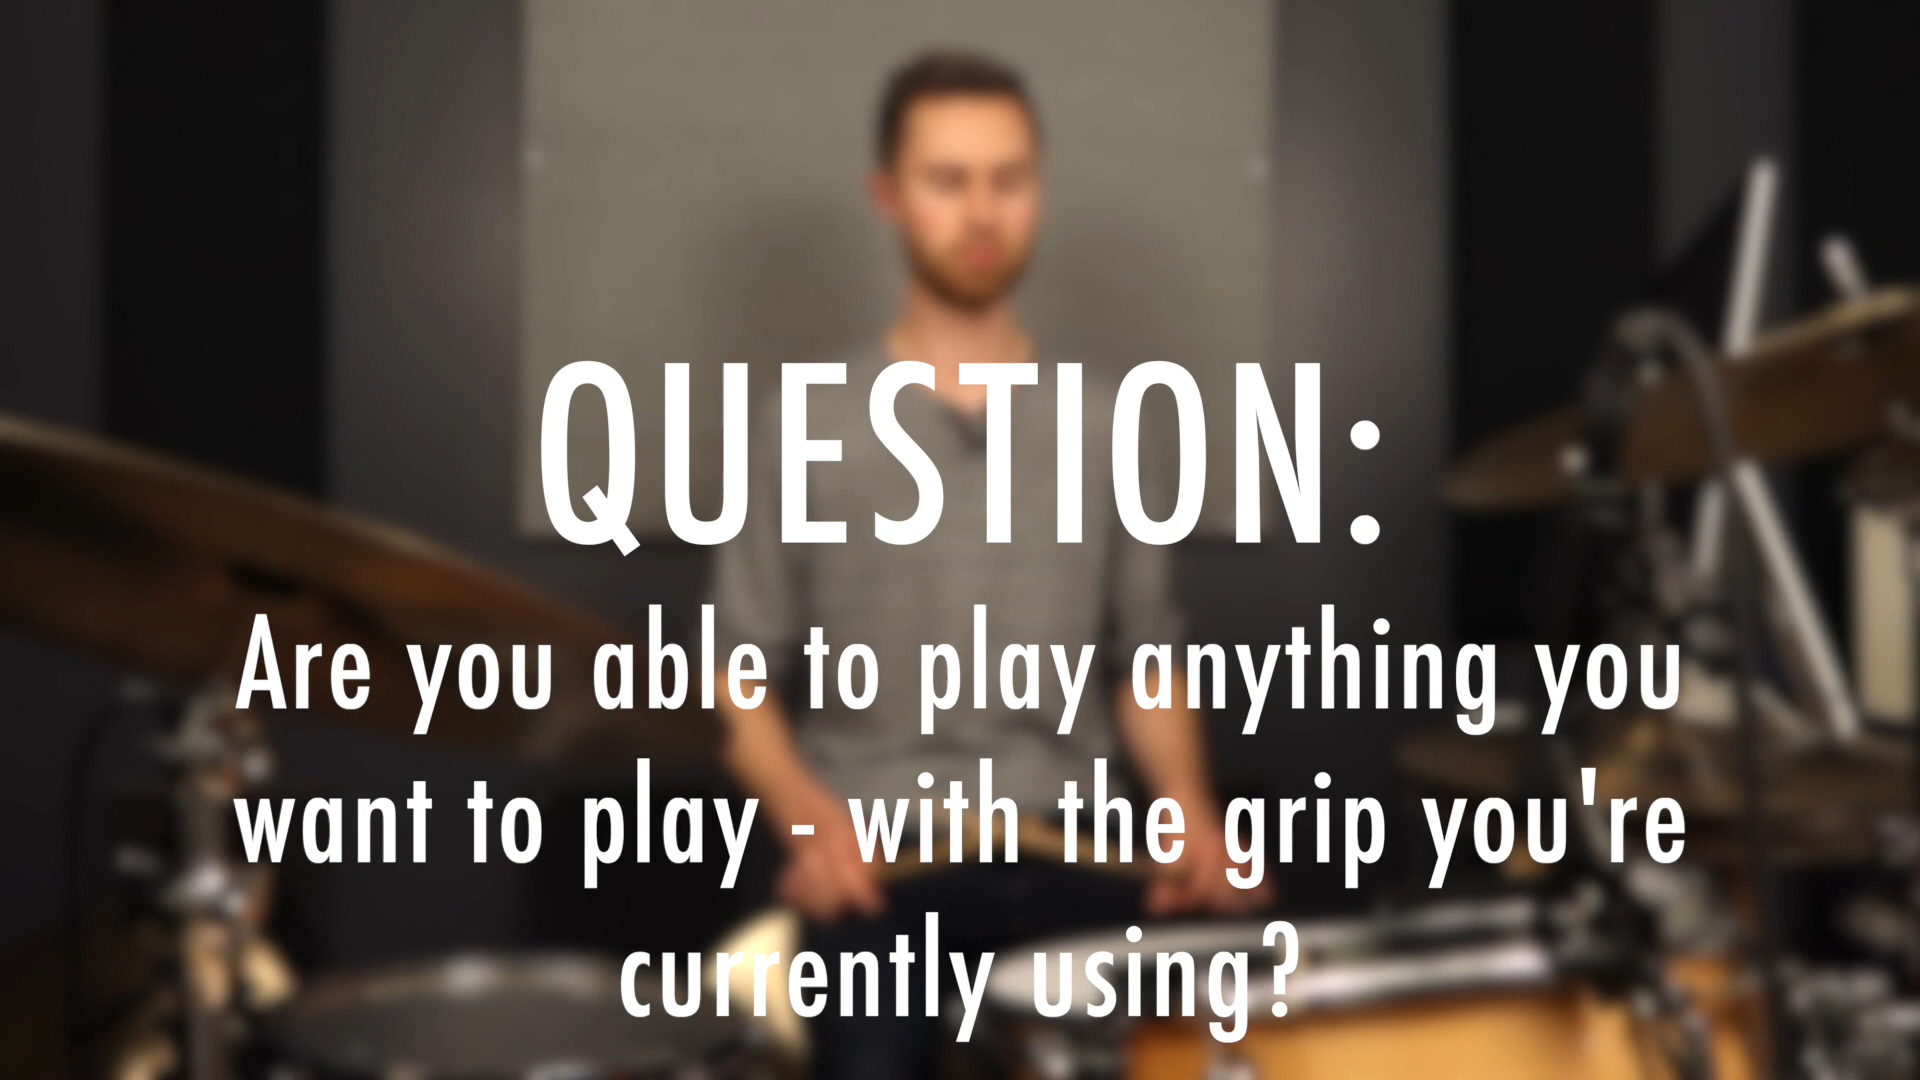 QUESTION:
Are you able to play anything you
want to play - with the grip you're
currently using?